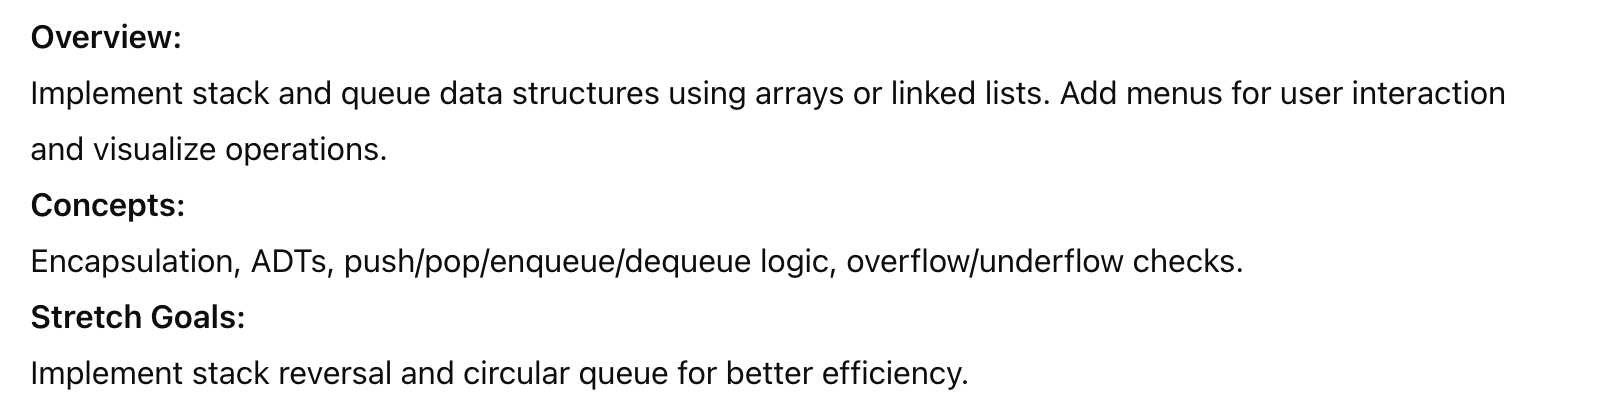 Overview:
Implement stack and queue data structures using arrays or linked lists. Add menus for user interaction
and visualize operations.
Concepts:
Encapsulation, ADTs, push/pop/enqueue/dequeue logic, overflow/underflow checks.
Stretch Goals:
Implement stack reversal and circular queue for better efficiency.